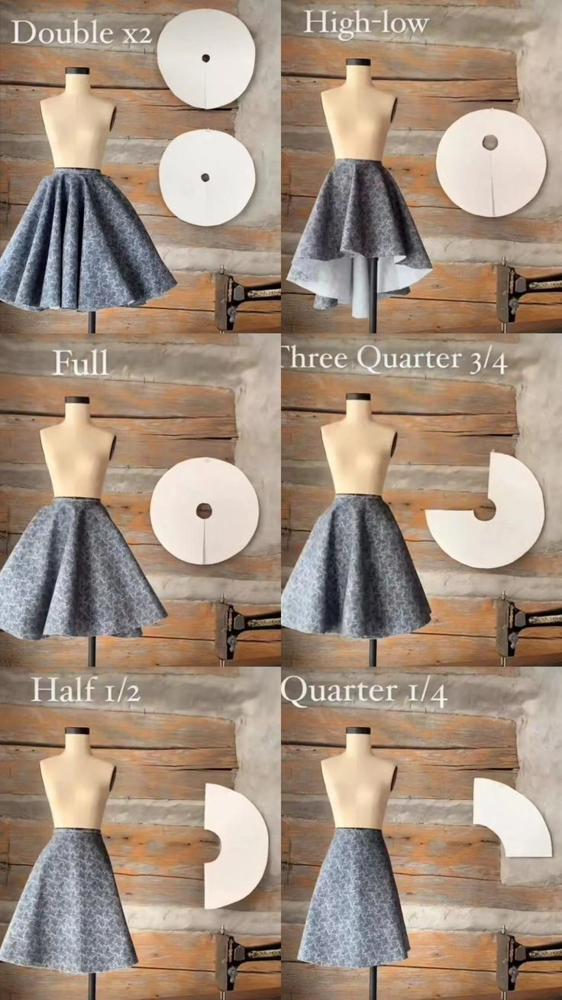 Double x2
High-low
Full
Three Quarter 3/4
Half 1/2
Quarter 1/4